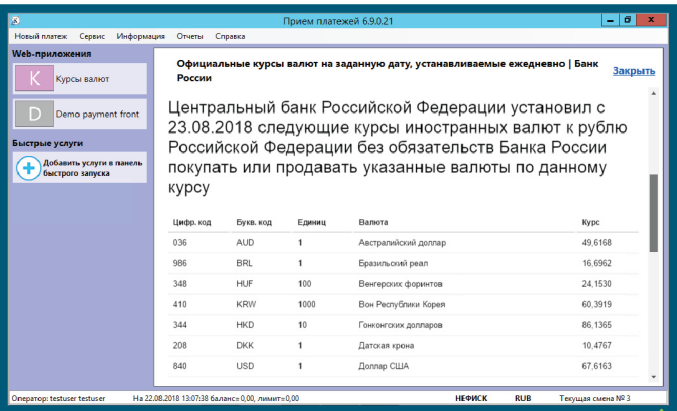 Прием платежей 6.9.0.21
Новый платеж Сервис Информация Отчеты Справка
Web-приложения
K Курсы валют
D Demo payment front
Быстрые услуги
Добавить услуги в панель
быстрого запуска
Официальные курсы валют на заданную дату, устанавливаемые ежедневно | Банк
России
Закрыть
Центральный банк Российской Федерации установил с
23.08.2018 следующие курсы иностранных валют к рублю
Российской Федерации без обязательств Банка России
покупать или продавать указанные валюты по данному
курсу
Цифр. код Букв. код Единиц Валюта Курс
036 AUD 1 Австралийский доллар 49,6168
986 BRL 1 Бразильский реал 16,6962
348 HUF 100 Венгерских форинтов 24,1530
410 KRW 1000 Вон Республики Корея 60,3919
344 HKD 10 Гонконгских долларов 86,1365
208 DKK 1 Датская крона 10,4767
840 USD 1 Доллар США 67,6163
Оператор: testuser testuser На 22.08.2018 13:07:38 баланс= 0,00, лимит=0,00 НЕФИСК RUB Текущая смена № 3